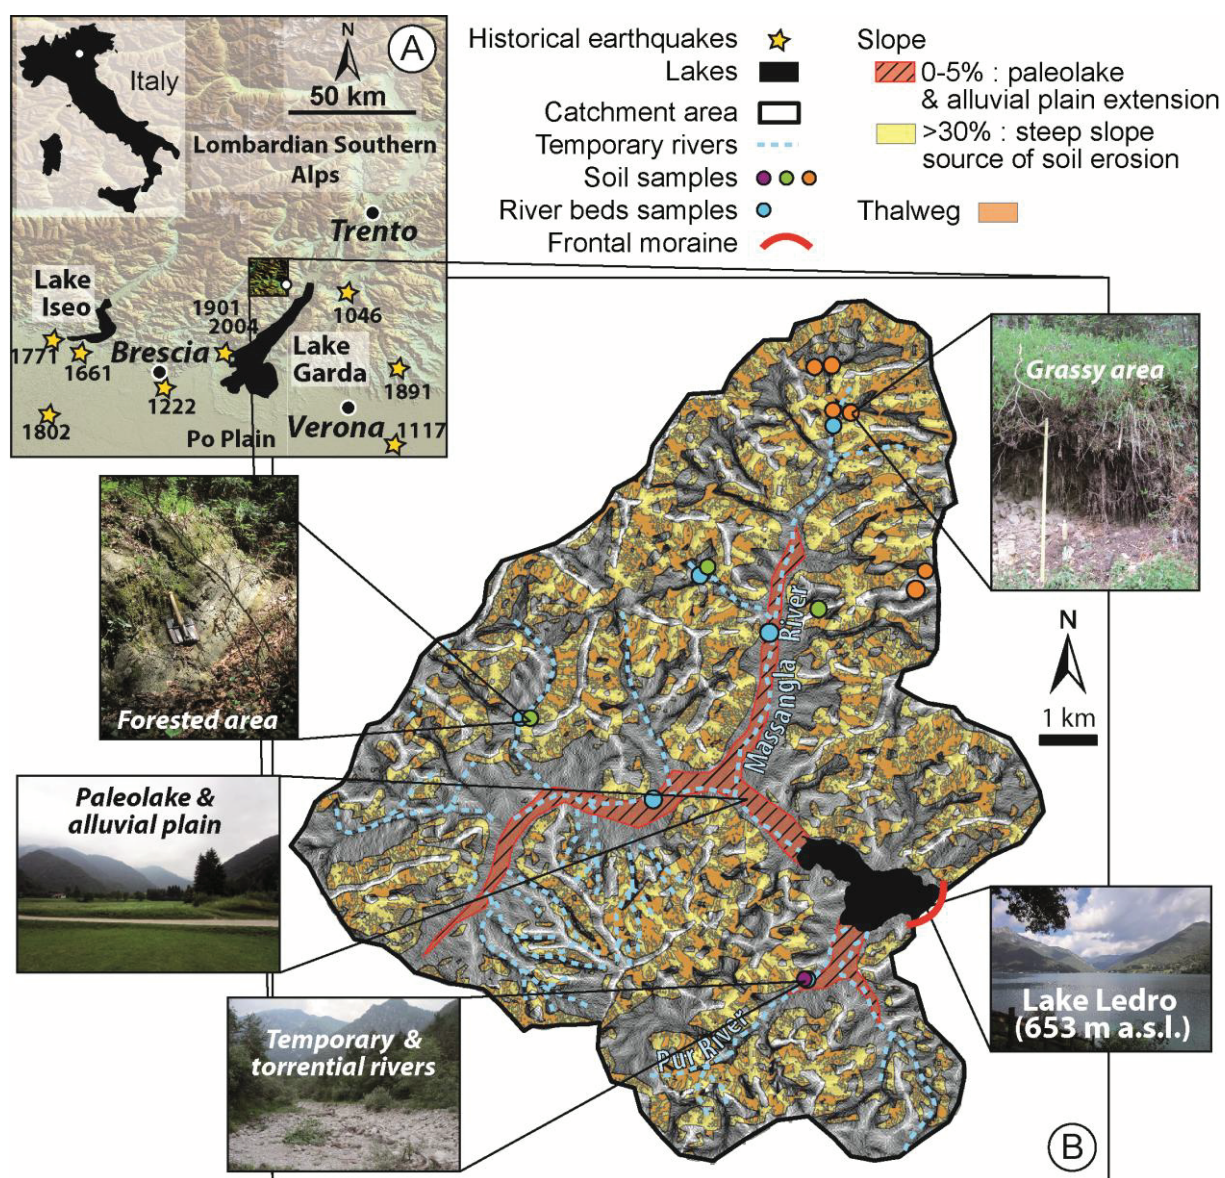 A
Italy
N
50 km
Lombardian Southern
Alps
Trento
Lake
Iseo
1901
2004
1046
1771
1661
Brescia
Lake
Garda
1222
1891
1802
Po Plain
Verona
1117
Historical earthquakes
Lakes
Catchment area
Temporary rivers
Soil samples
River beds samples
Frontal moraine
Slope
0-5% : paleolake
& alluvial plain extension
>30% : steep slope
source of soil erosion
Thalweg
Grassy area
Forested area
N
1 km
Massangla River
Paleolake &
alluvial plain
Temporary &
torrential rivers
Pur River
Lake Ledro
(653 m a.s.l.)
B